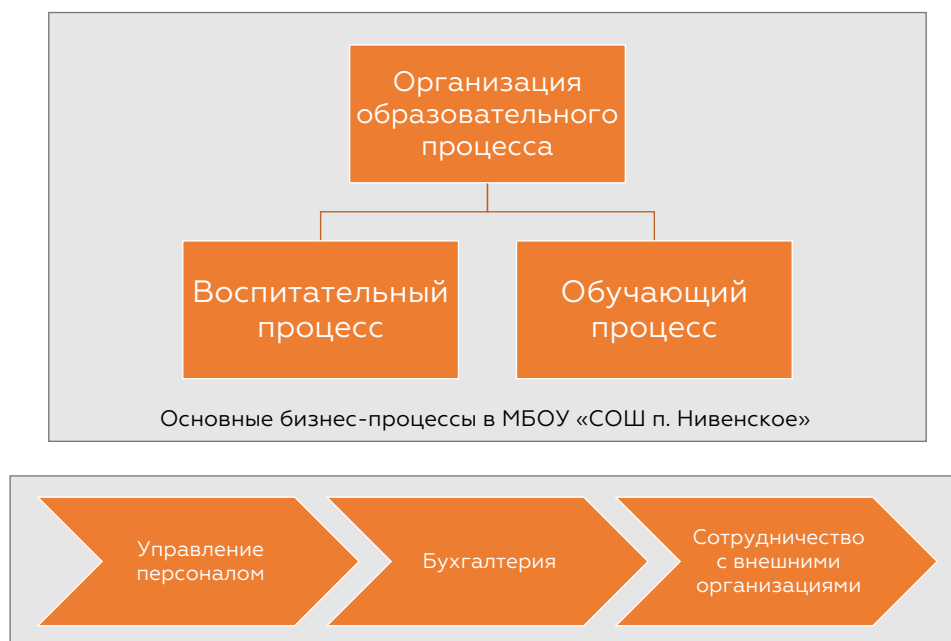 Организация
образовательного
процесса
Воспитательный
процесс
Обучающий
процесс
Основные бизнес-процессы в МБОУ «СОШ п. Нивенское»
Управление
персоналом
Бухгалтерия
Сотрудничество
с внешними
организациями